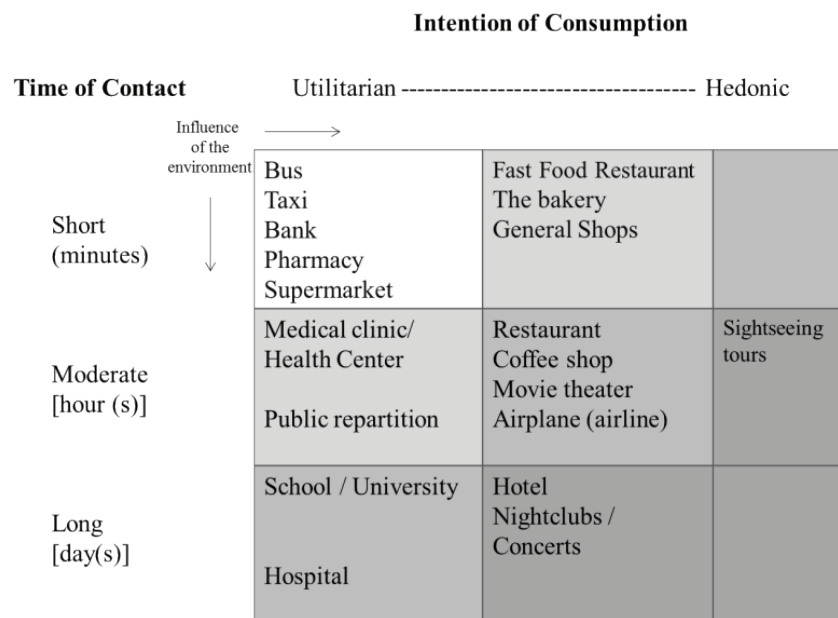 Intention of Consumption
Time of Contact
Utilitarian ------------------------------------- Hedonic
Influence
of the
environment
Short
(minutes)
Bus
Taxi
Bank
Pharmacy
Supermarket
Fast Food Restaurant
The bakery
General Shops
Moderate
[hour (s)]
Medical clinic/
Health Center
Public repartition
Restaurant
Coffee shop
Movie theater
Airplane (airline)
Sightseeing
tours
Long
[day(s)]
School / University
Hospital
Hotel
Nightclubs /
Concerts